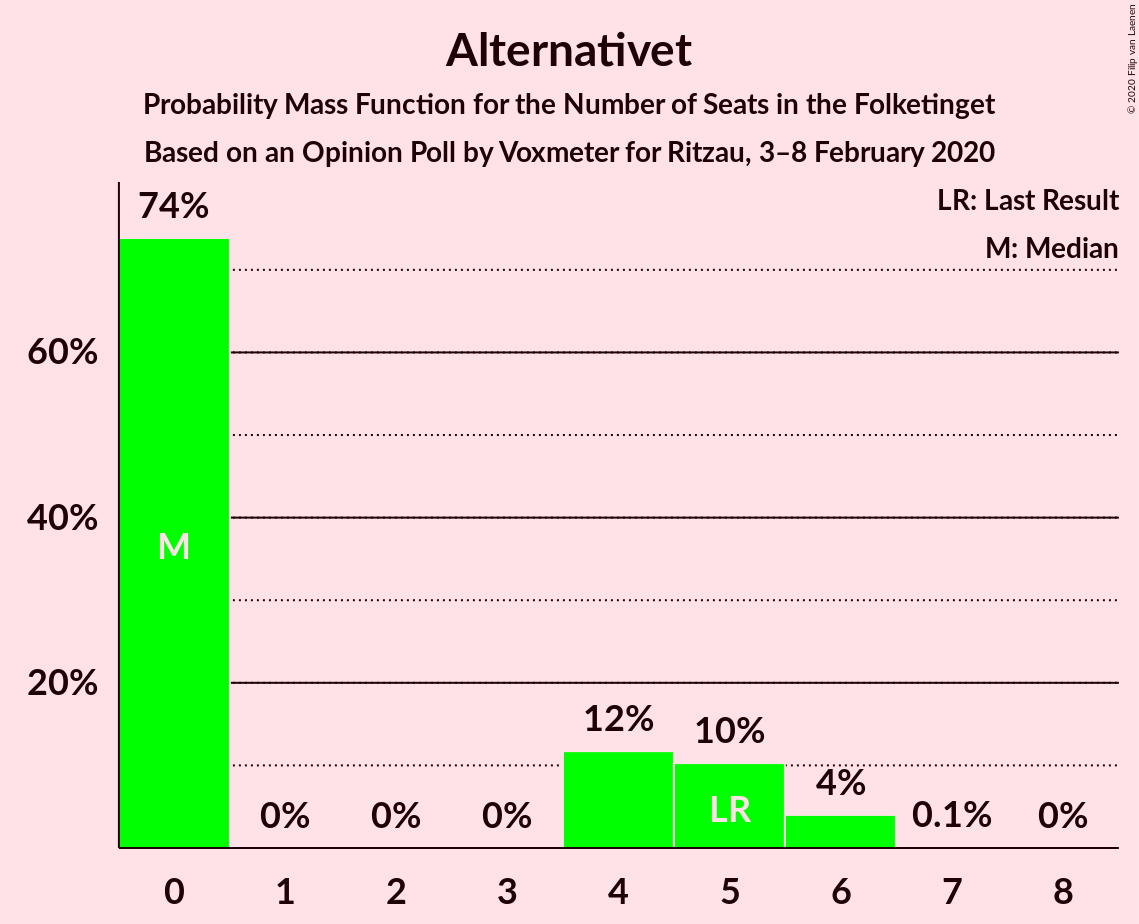 Alternativet
Probability Mass Function for the Number of Seats in the Folketinget
Based on an Opinion Poll by Voxmeter for Ritzau, 3–8 February 2020
© 2020 Filip van Laenen
LR: Last Result
M: Median
74%
60%
40%
20%
M
0%
0%
0%
12%
10%
LR
4%
0.1%
0%
0 1 2 3 4 5 6 7 8